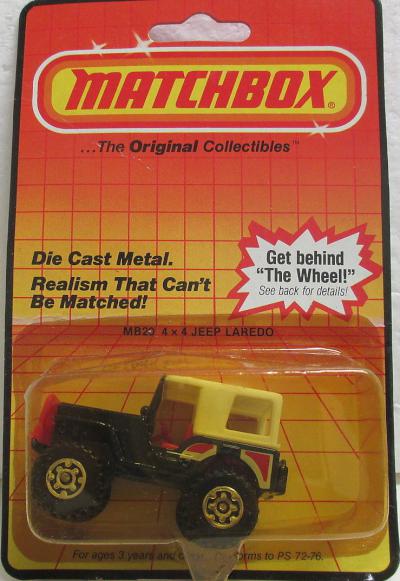 MATCHBOX®
...The Original Collectibles™
Die Cast Metal.
Realism That Can't
Be Matched!
Get behind
"The Wheel!"
See back for details!
4 x 4 JEEP LAREDO
For ages 3 years and to PS 72-76.